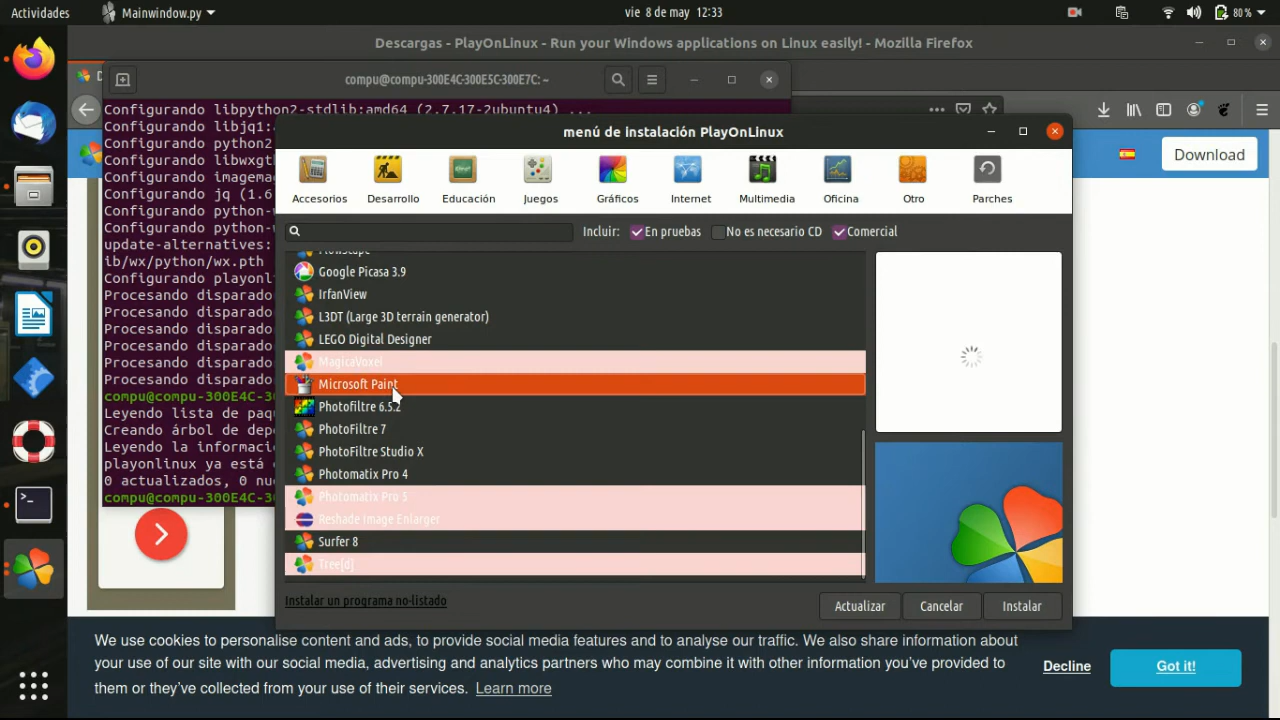 Actividades
Mainwindow.py
vie 8 de may 12:33
80 %
Descargas - PlayOnLinux - Run your Windows applications on Linux easily! - Mozilla Firefox
compu@compu-300E4C-300E5C-300E7C: ~
Configurando libpython2-stdlib:amd64 (2.7.17-2ubuntu4) ...
Configurando libjq1:
Configurando python2
Configurando libwxgt
Configurando imagema
Configurando jq (1.6
Configurando python-w
Configurando python-w
update-alternatives:
ib/wx/python/wx.pth
Configurando playonl
Procesando disparado
Procesando disparado
Procesando disparado
Procesando disparado
Procesando disparado
Procesando disparado
compu@compu-300E4C-3
Leyendo lista de paqu
Creando árbol de dep
Leyendo la informaci
playonlinux ya está
0 actualizados, 0 nu
compu@compu-300E4C-3
Download
menú de instalación PlayOnLinux
Accesorios
Desarrollo
Educación
Juegos
Gráficos
Internet
Multimedia
Oficina
Otro
Parches
Incluir:
En pruebas
No es necesario CD
Comercial
Google Picasa 3.9
IrfanView
L3DT (Large 3D terrain generator)
LEGO Digital Designer
MagicaVoxel
Microsoft Paint
Photofiltre 6.5.2
PhotoFiltre 7
PhotoFiltre Studio X
Photomatix Pro 4
Photomatix Pro 5
Reshade Image Enlarger
Surfer 8
Tree[d]
Instalar un programa no-listado
Actualizar
Cancelar
Instalar
We use cookies to personalise content and ads, to provide social media features and to analyse our traffic. We also share information about
your use of our site with our social media, advertising and analytics partners who may combine it with other information you've provided to
them or they've collected from your use of their services. Learn more
Decline
Got it!